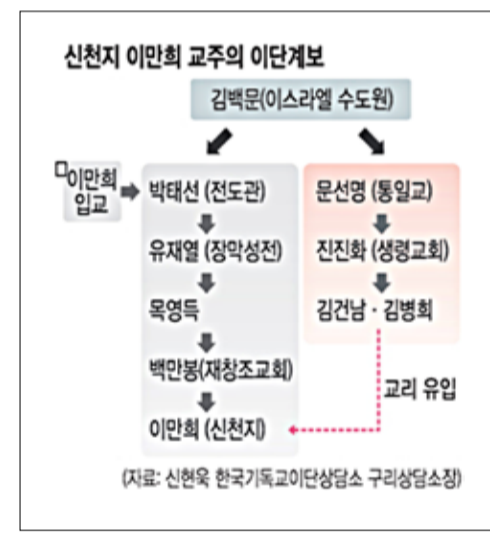 신천지 이만희 교주의 이단계보
김백문(이스라엘 수도원)
이만희
입교
박태선 (전도관)
유재열 (장막성전)
목영득
백만봉(재창조교회)
이만희 (신천지)
문선명 (통일교)
진진화 (생령교회)
김건남 · 김병희
교리 유입
(자료: 신현욱 한국기독교이단상담소 구리상담소장)